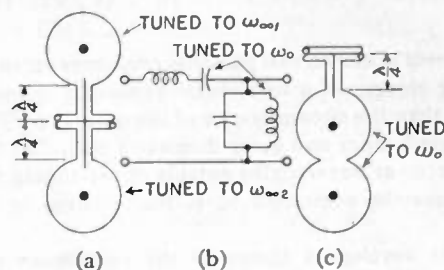 TUNED TO ω∞1
TUNED TO
ω₀
λ/4
λ/4
λ/4
TUNED
TO ω₀
TUNED TO ω∞2
(a)
(b)
(c)